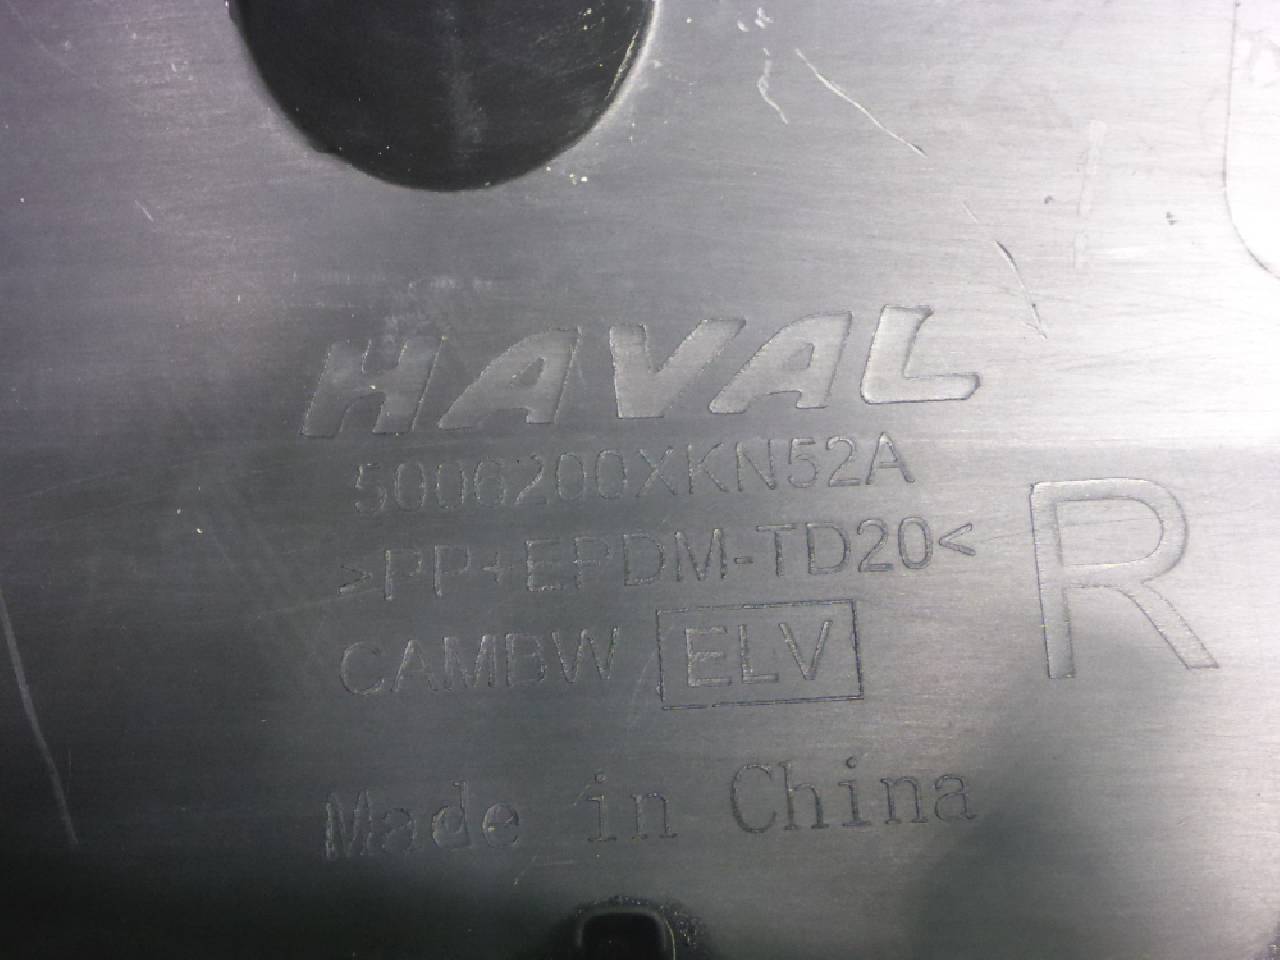 HAVAL
5006200XKN52A
>PP+EPDM-TD20<
R
CAMBW ELV
Made in China